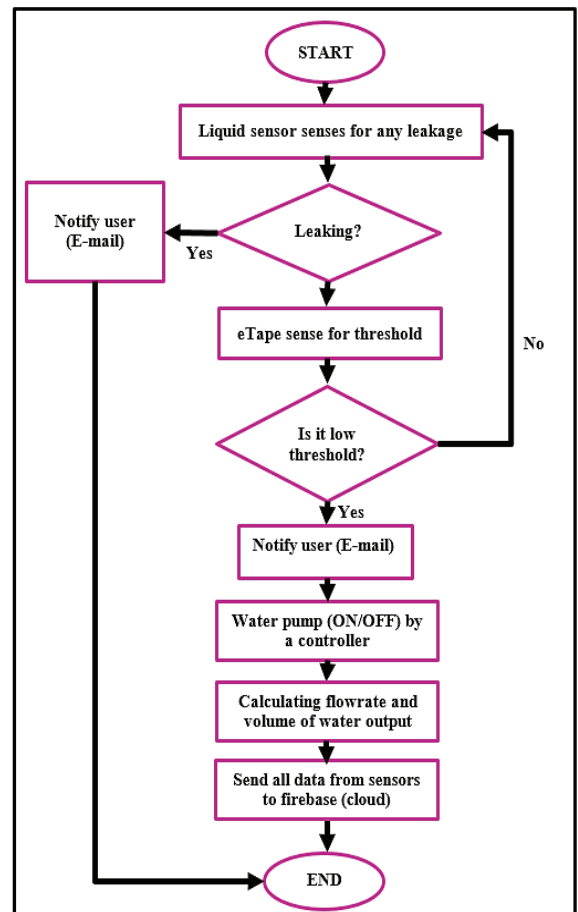 START
Liquid sensor senses for any leakage
Leaking?
Yes
Notify user
(E-mail)
eTape sense for threshold
Is it low
threshold?
No
Yes
Notify user (E-mail)
Water pump (ON/OFF) by
a controller
Calculating flowrate and
volume of water output
Send all data from sensors
to firebase (cloud)
END